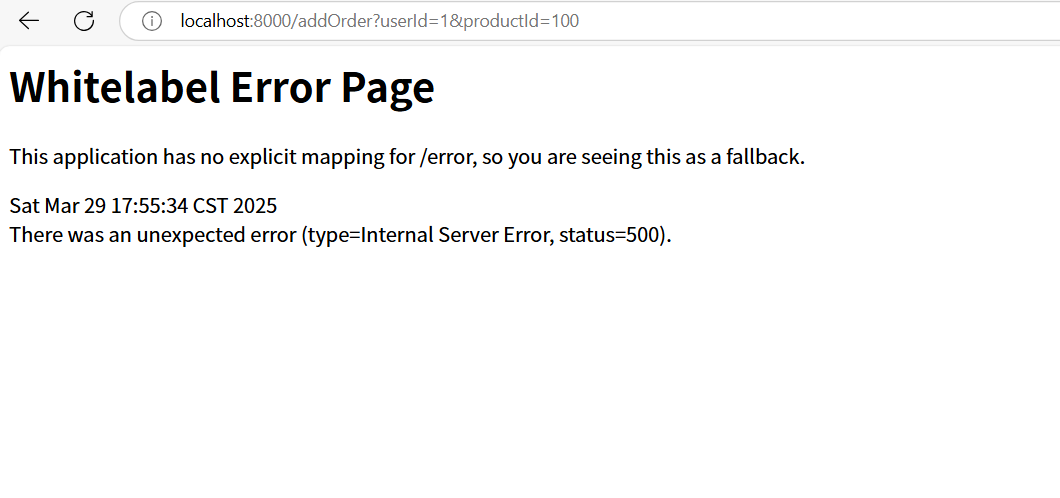 localhost:8000/addOrder?userId=1&productId=100
Whitelabel Error Page
This application has no explicit mapping for /error, so you are seeing this as a fallback.
Sat Mar 29 17:55:34 CST 2025
There was an unexpected error (type=Internal Server Error, status=500).